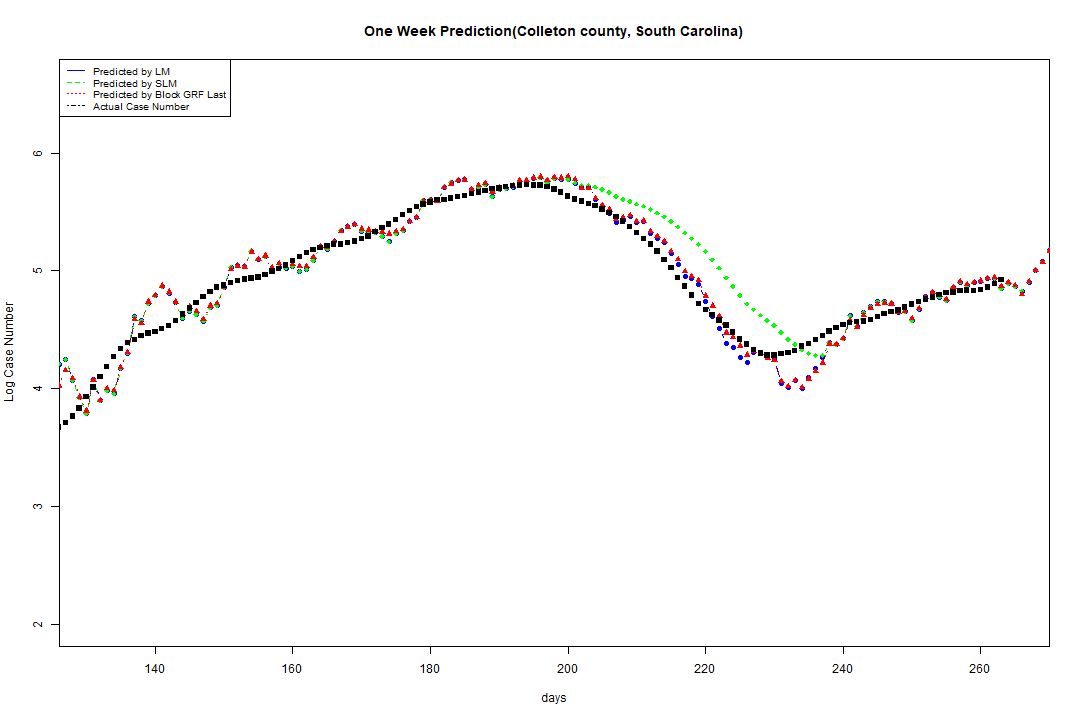 One Week Prediction(Colleton county, South Carolina)
Predicted by LM
Predicted by SLM
Predicted by Block GRF Last
Actual Case Number
6
5
4
3
2
Log Case Number
140 160 180 200 220 240 260
days